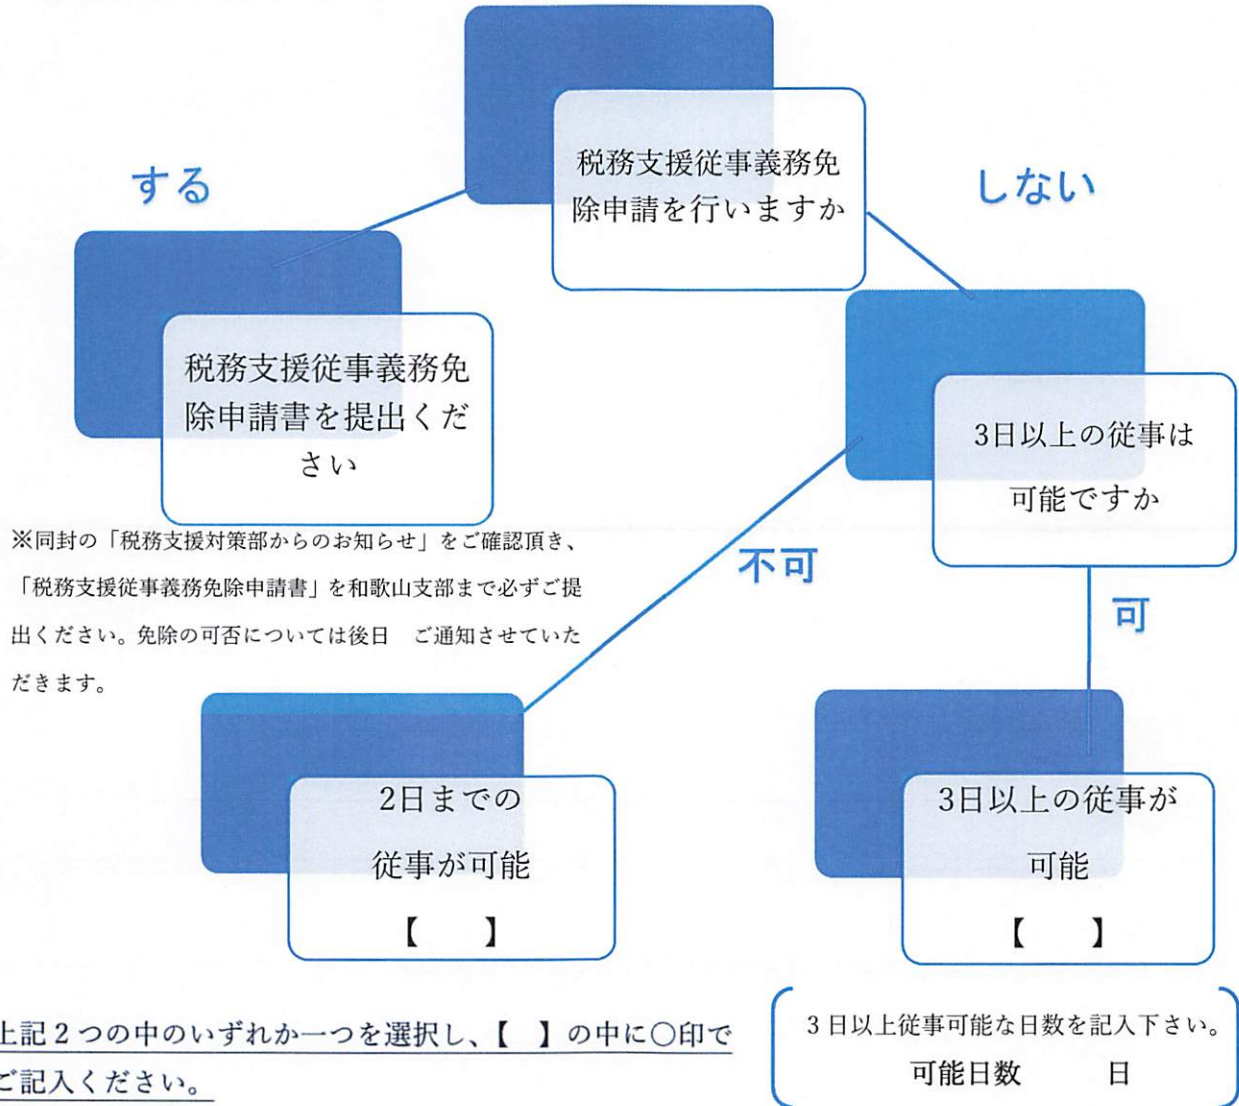 税務支援従事義務免
除申請を行いますか
する
しない
税務支援従事義務免
除申請書を提出くだ
さい
3日以上の従事は
可能ですか
※同封の「税務支援対策部からのお知らせ」をご確認頂き、
「税務支援従事義務免除申請書」を和歌山支部まで必ずご提
出ください。免除の可否については後日　ご通知させていた
だきます。
不可
可
2日までの
従事が可能
【　　】
3日以上の従事が
可能
【　　】
上記２つの中のいずれか一つを選択し、【　】の中に〇印で
ご記入ください。
３日以上従事可能な日数を記入下さい。
可能日数　　　日